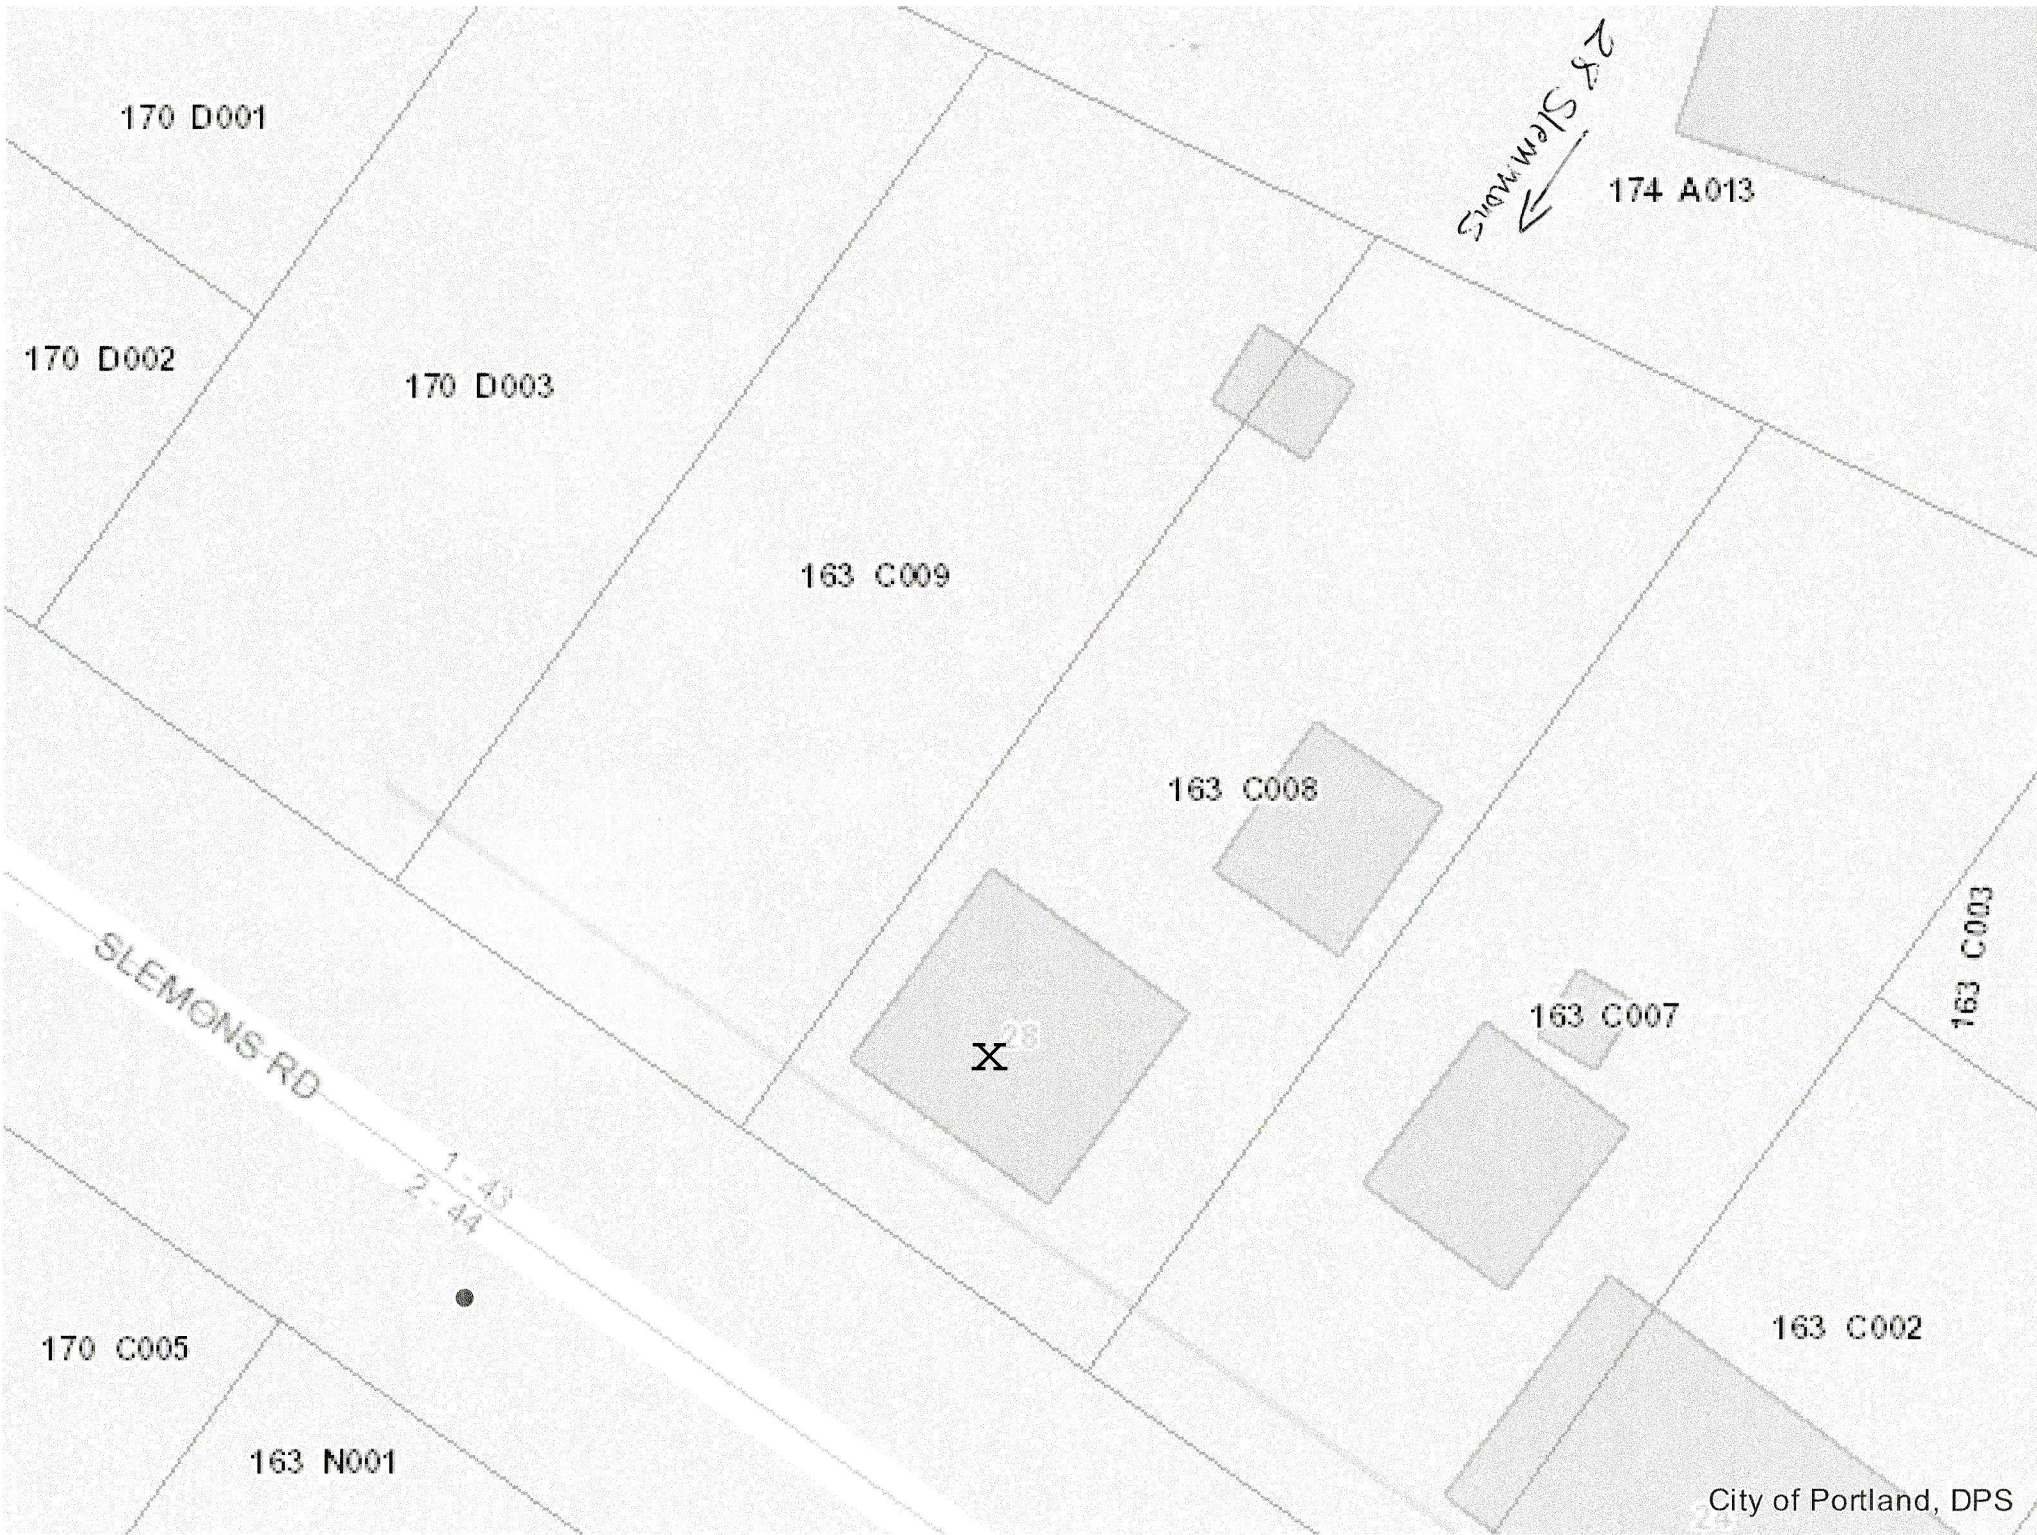 170 D001
28 Slemmons
174 A013
170 D002
170 D003
163 C009
163 C008
163 C003
SLEMONS RD
163 C007
X
1 - 43
2 - 44
163 C002
170 C005
163 N001
City of Portland, DPS